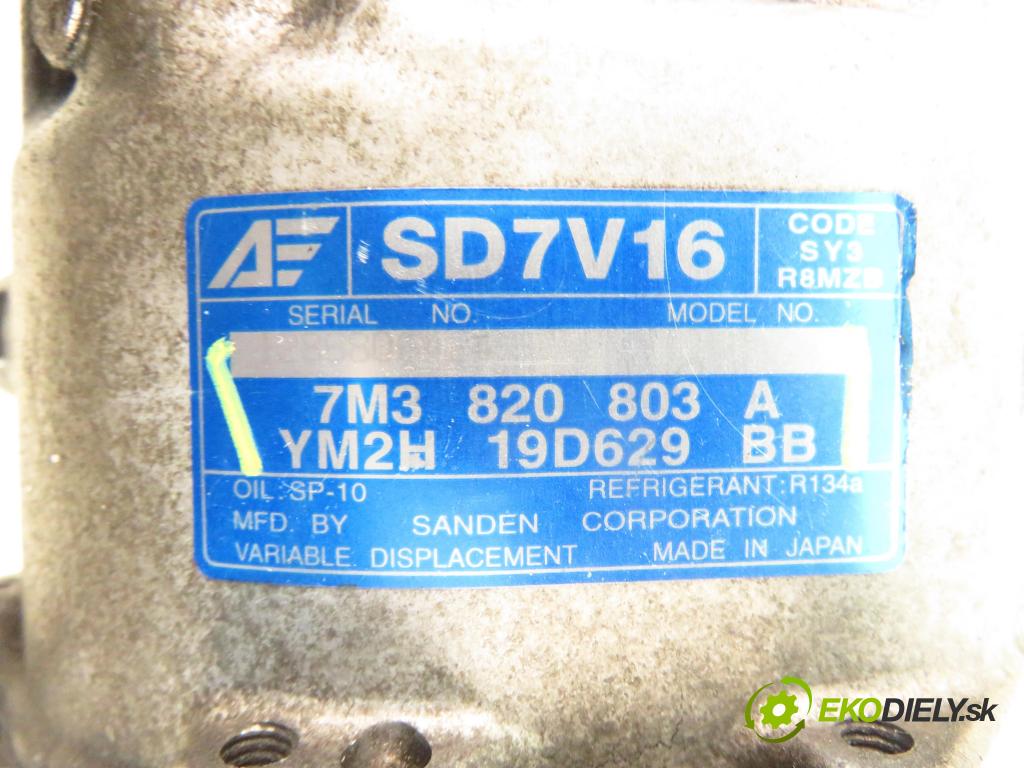 AF SD7V16 CODE
SY3
SERIAL NO. MODEL NO.
7M3 820 803 A
YM2H 19D629 BB
OIL SP-10 REFRIGERANT: R134a
MFD. BY SANDEN CORPORATION
VARIABLE DISPLACEMENT MADE IN JAPAN
EKODIELY.sk